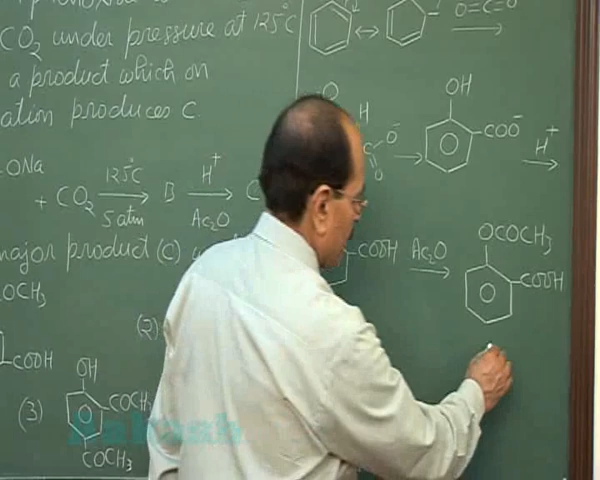 CO2 under pressure at 125°C
a product which on
ation produces C
ONa
+ CO2 125°C 5 atm B H+ Ac2O C
major product (C)
OCH3
COOH
(2)
(3)
OH
COCH3
COCH3
O=C=O
O
H
C
O-
O
OH
COO-
H+
COOH
Ac2O
OCOCH3
COOH
Aakash